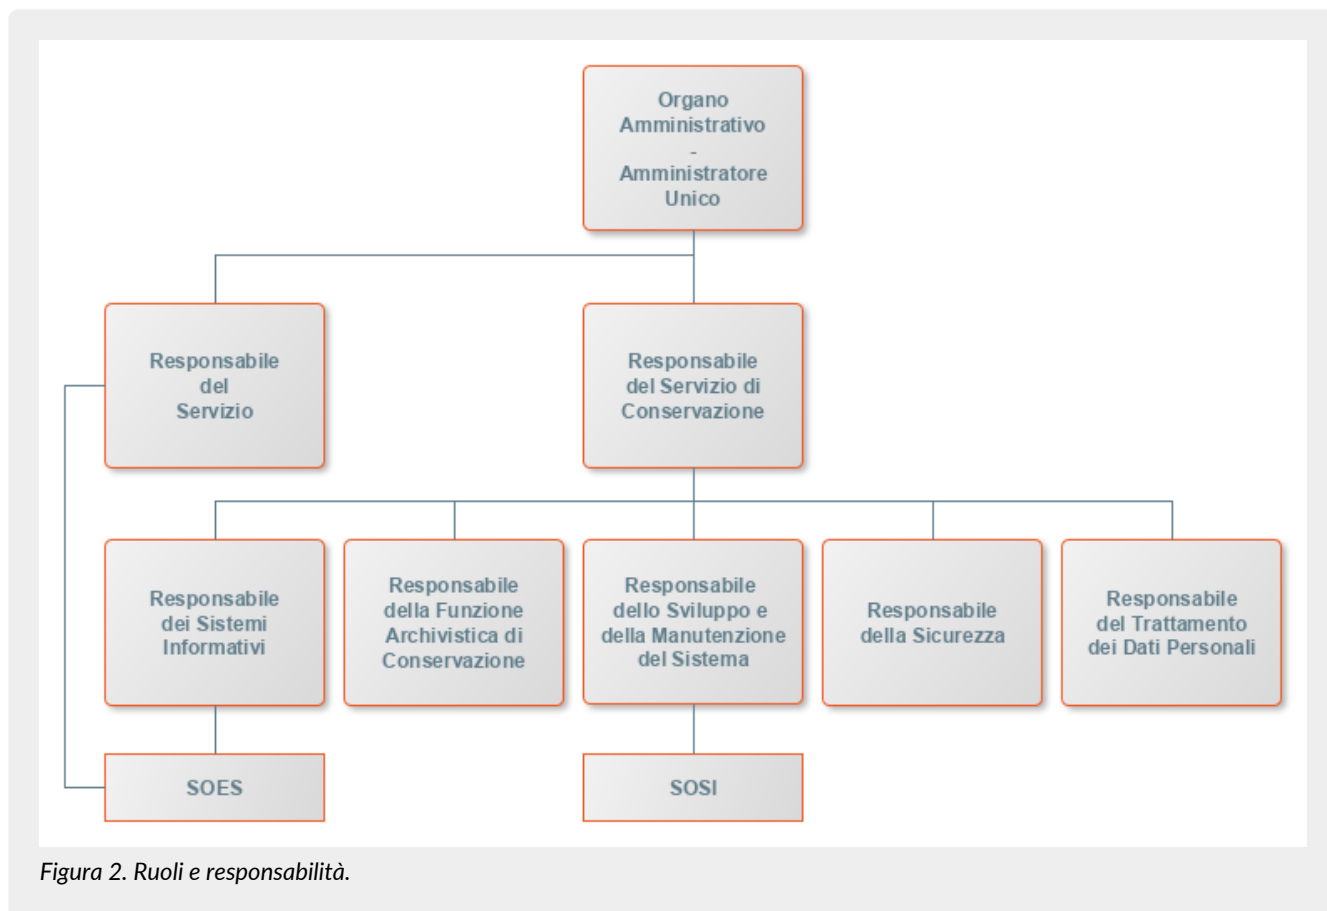 Organo
Amministrativo
-
Amministratore
Unico
Responsabile
del
Servizio
Responsabile
del Servizio di
Conservazione
Responsabile
dei Sistemi
Informativi
Responsabile
della Funzione
Archivistica di
Conservazione
Responsabile
dello Sviluppo e
della Manutenzione
del Sistema
Responsabile
della Sicurezza
Responsabile
del Trattamento
dei Dati Personali
SOES
SOSI
Figura 2. Ruoli e responsabilità.